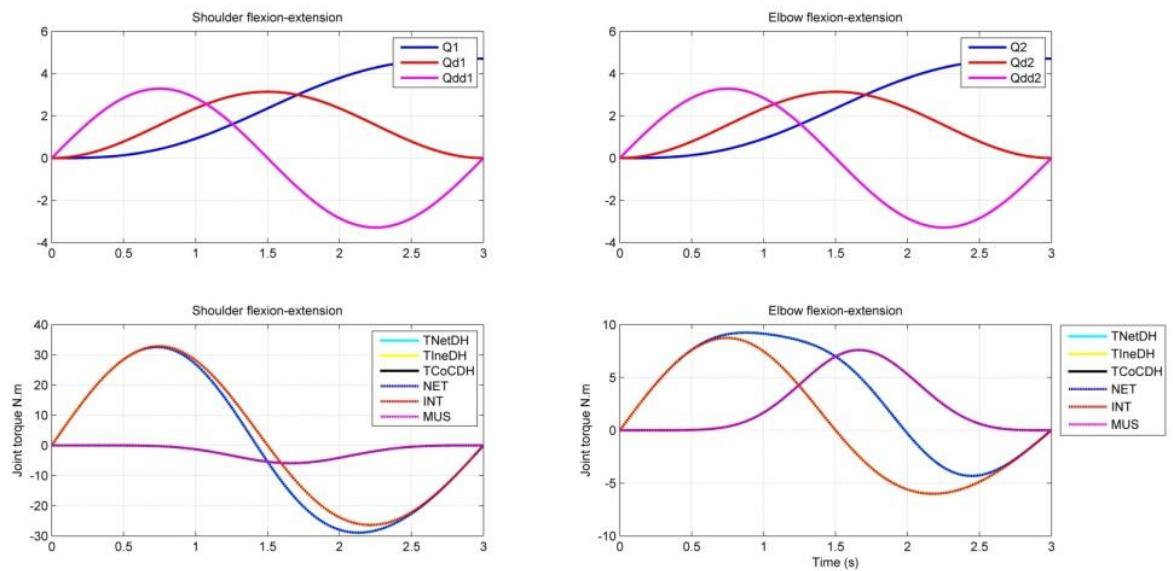 Shoulder flexion-extension
6
4
2
0
-2
-4
0 0.5 1 1.5 2 2.5 3
Q1
Qd1
Qdd1
Elbow flexion-extension
6
4
2
0
-2
-4
0 0.5 1 1.5 2 2.5 3
Q2
Qd2
Qdd2
Shoulder flexion-extension
Joint torque N.m
40
30
20
10
0
-10
-20
-30
0 0.5 1 1.5 2 2.5 3
TNetDH
TIneDH
TCoCDH
NET
INT
MUS
Elbow flexion-extension
Joint torque N.m
10
5
0
-5
-10
0 0.5 1 1.5 2 2.5 3
Time (s)
TNetDH
TIneDH
TCoCDH
NET
INT
MUS